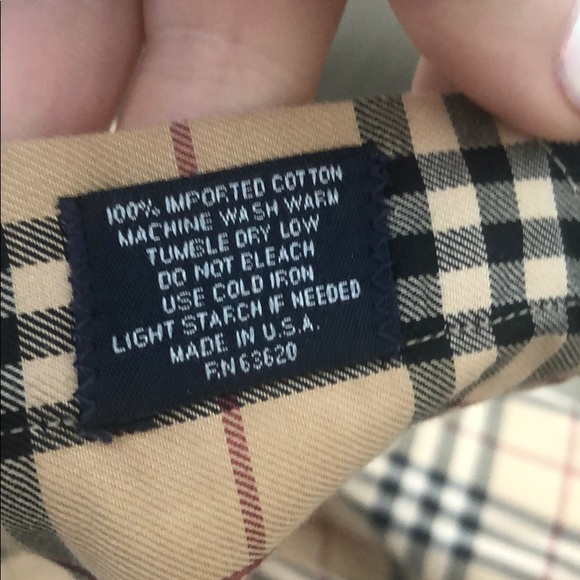 100% IMPORTED COTTON
MACHINE WASH WARM
TUMBLE DRY LOW
DO NOT BLEACH
USE COLD IRON
LIGHT STARCH IF NEEDED
MADE IN U.S.A.
F.N 63620